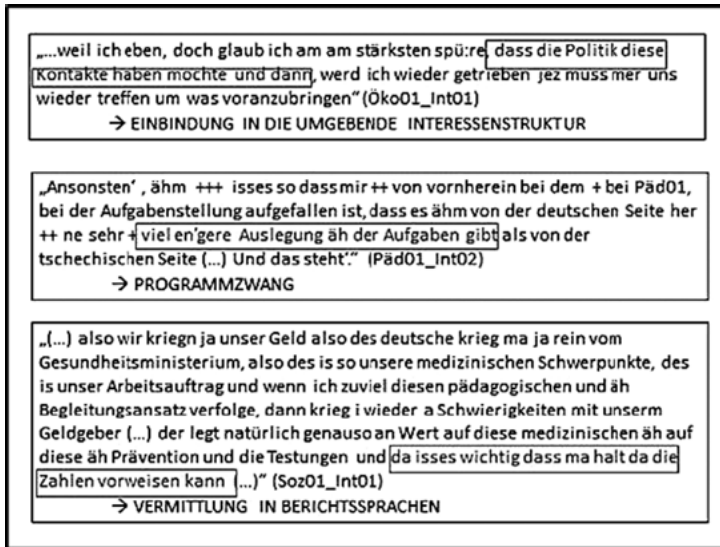 „...weil ich eben, doch glaub ich am am stärksten spü:re, dass die Politik diese
Kontakte haben möchte und dann, werd ich wieder getrieben jez muss mer uns
wieder treffen um was voranzubringen“ (Öko01_Int01)
→ EINBINDUNG IN DIE UMGEBENDE INTERESSENSTRUKTUR
„Ansonsten' , ähm +++ isses so dass mir ++ von vornherein bei dem + bei Päd01,
bei der Aufgabenstellung aufgefallen ist, dass es ähm von der deutschen Seite her
++ ne sehr + viel en'gere Auslegung äh der Aufgaben gibt als von der
tschechischen Seite (...) Und das steht'.“ (Päd01_Int02)
→ PROGRAMMZWANG
„(...) also wir kriegn ja unser Geld also des deutsche krieg ma ja rein vom
Gesundheitsministerium, also des is so unsere medizinischen Schwerpunkte, des
is unser Arbeitsauftrag und wenn ich zuviel diesen pädagogischen und äh
Begleitungsansatz verfolge, dann krieg i wieder a Schwierigkeiten mit unserm
Geldgeber (...) der legt natürlich genauso an Wert auf diese medizinischen äh auf
diese äh Prävention und die Testungen und da isses wichtig dass ma halt da die
Zahlen vorweisen kann (...)“ (Soz01_Int01)
→ VERMITTLUNG IN BERICHTSSPRACHEN